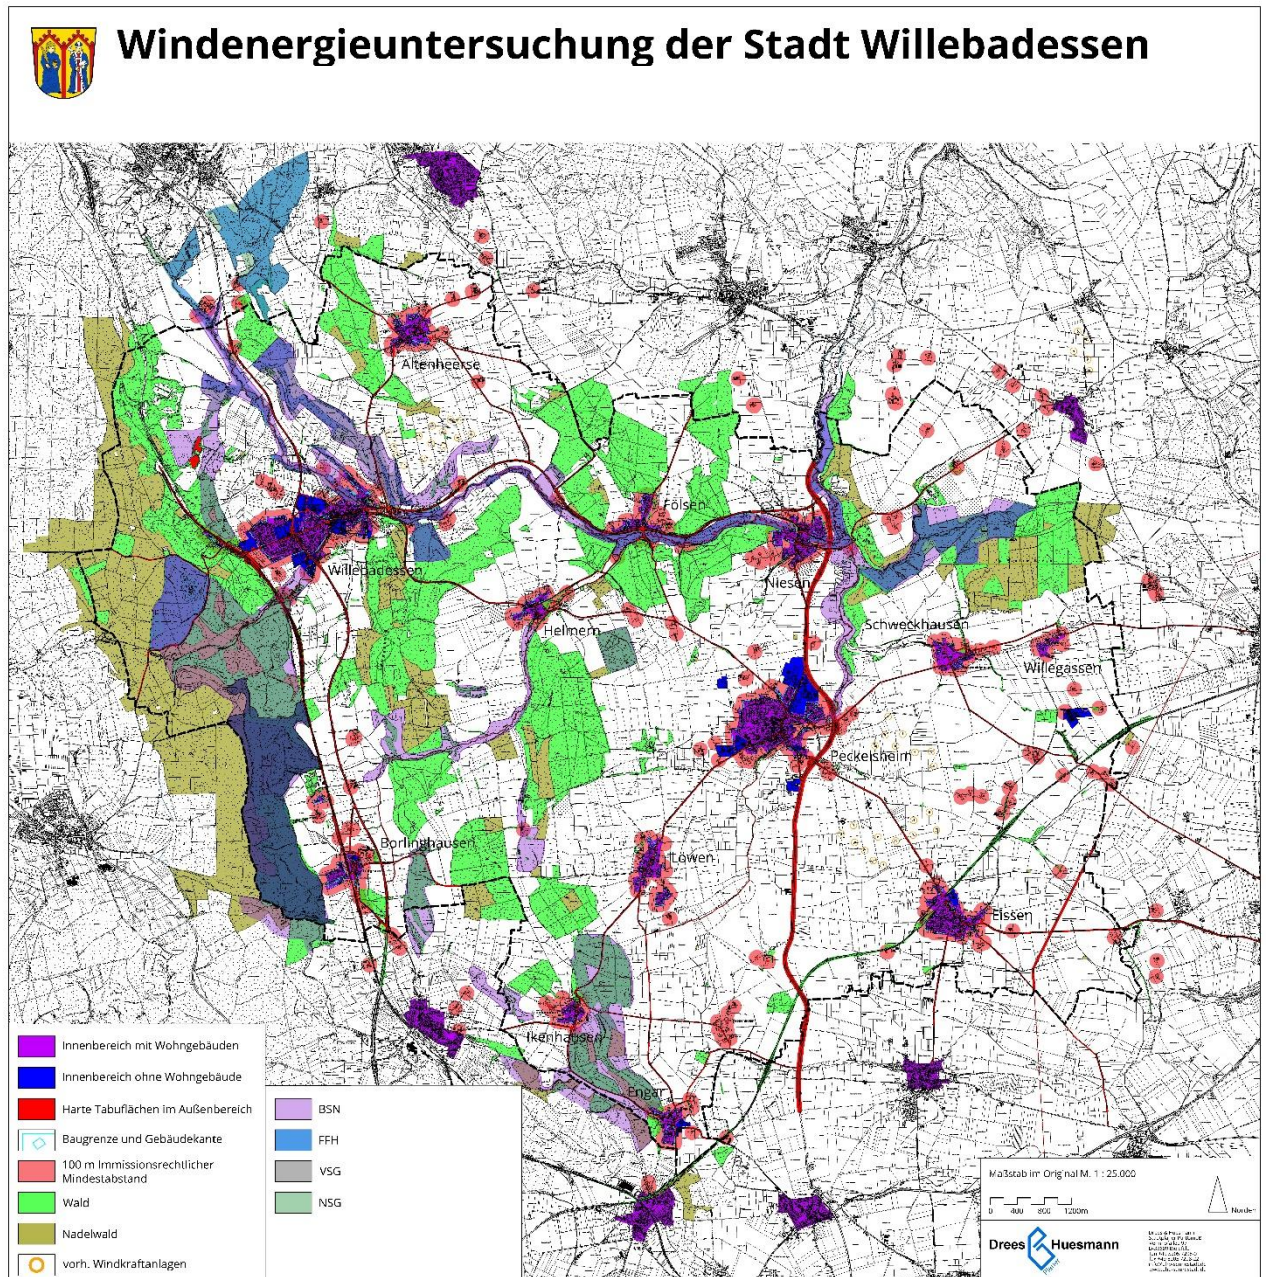 Windenergieuntersuchung der Stadt Willebadessen
Altenheerse
Fölsen
Willebadessen
Niesen
Helmern
Schweckhausen
Willegassen
Peckelsheim
Borlinghausen
Löwen
Eissen
Ikenhausen
Engar
Innenbereich mit Wohngebäuden
Innenbereich ohne Wohngebäude
Harte Tabuflächen im Außenbereich
Baugrenze und Gebäudekante
100 m Immissionsrechtlicher
Mindestabstand
Wald
Nadelwald
vorh. Windkraftanlagen
BSN
FFH
VSG
NSG
Maßstab im Original M. 1 : 25.000
0 400 800 1200m
Norden
Drees Huesmann